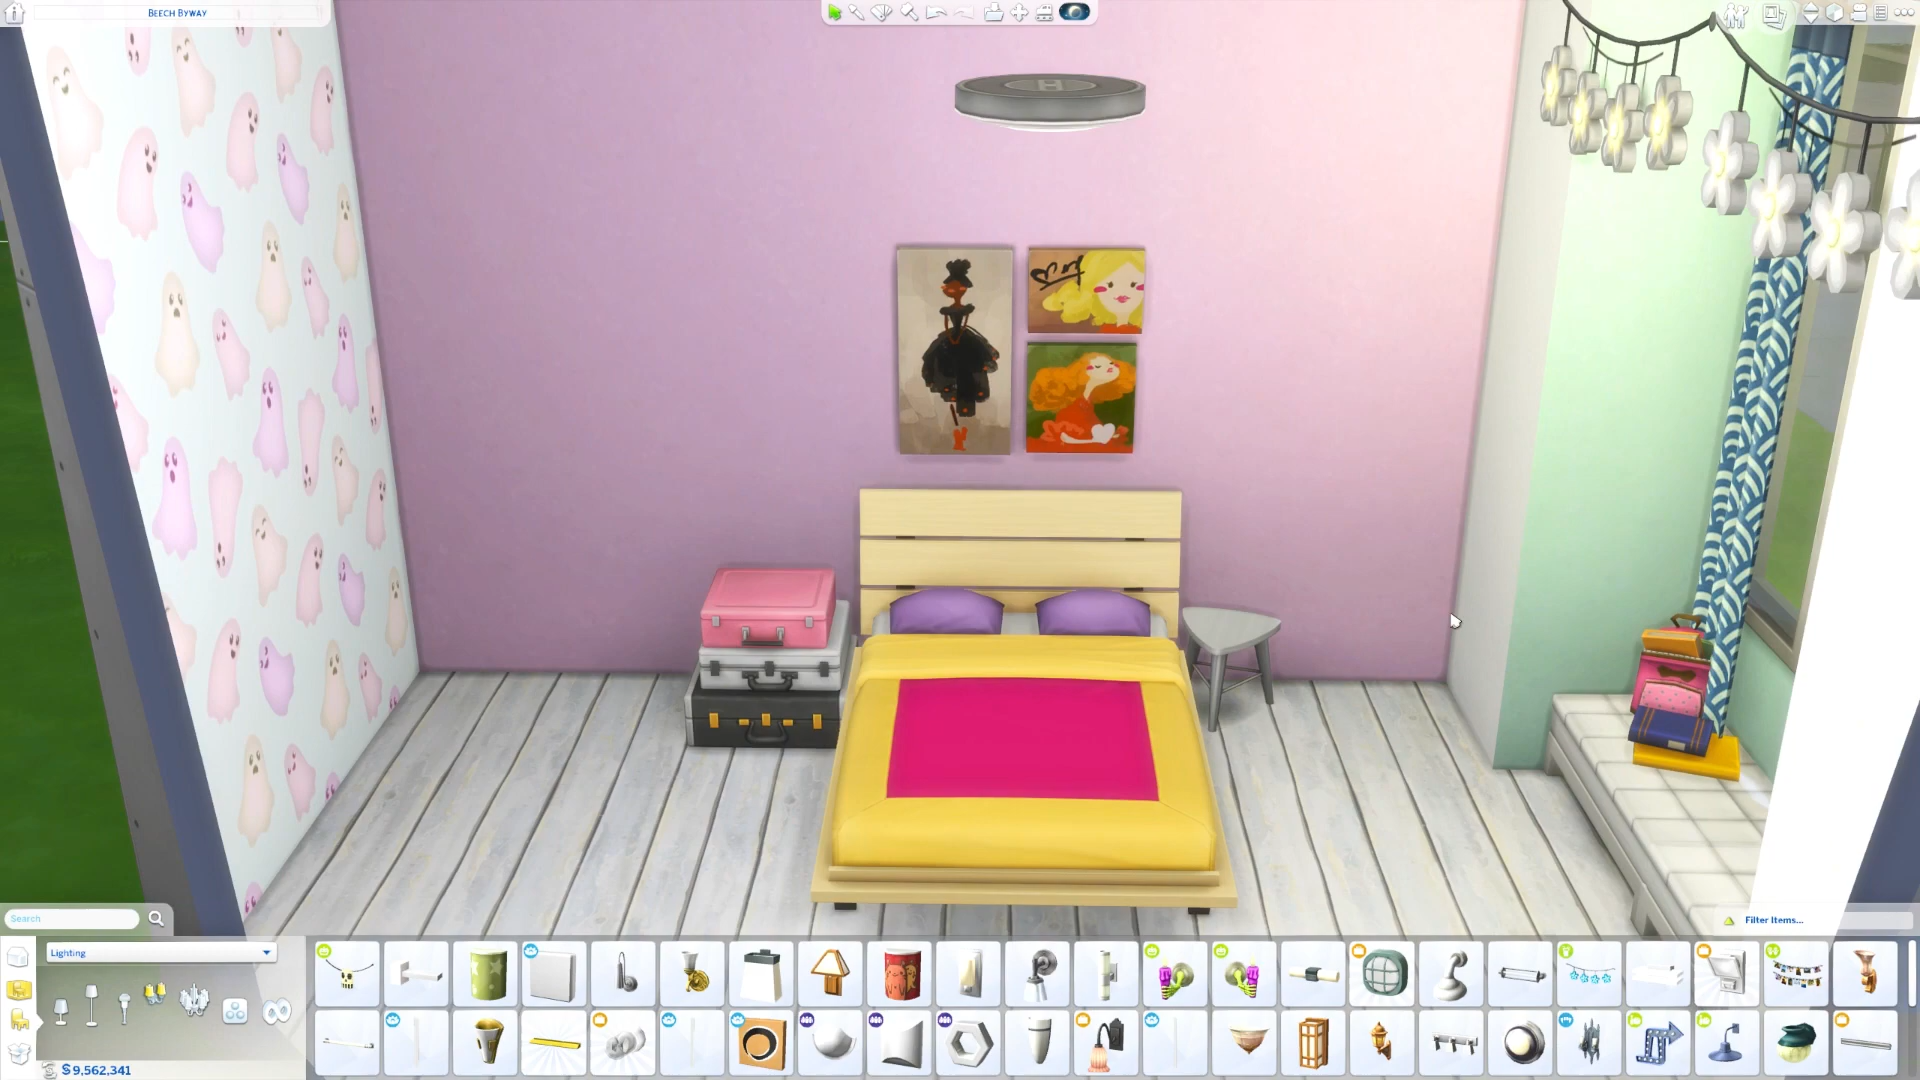 BEECH BYWAY
Search
Filter Items...
Lighting
§9,562,341